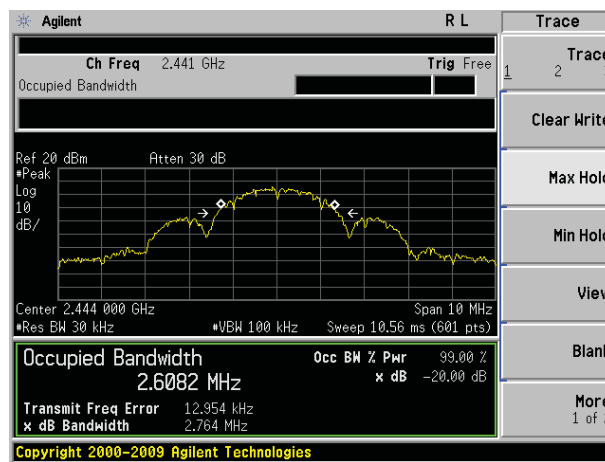 Agilent R L Trace
Ch Freq 2.441 GHz Trig Free
Occupied Bandwidth
Trace
1 2
Clear Write
Max Hold
Min Hold
View
Blank
More
1 of
Ref 20 dBm Atten 30 dB
#Peak
Log
10
dB/
Center 2.444 000 GHz Span 10 MHz
#Res BW 30 kHz #VBW 100 kHz Sweep 10.56 ms (601 pts)
Occupied Bandwidth Occ BW % Pwr 99.00 %
2.6082 MHz x dB -20.00 dB
Transmit Freq Error 12.954 kHz
x dB Bandwidth 2.764 MHz
Copyright 2000-2009 Agilent Technologies